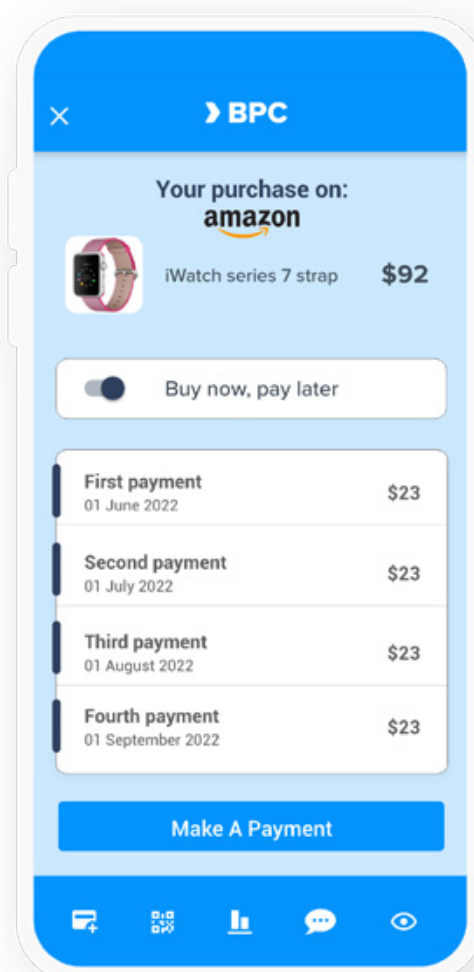 BPC
Your purchase on:
amazon
iWatch series 7 strap $92
Buy now, pay later
First payment
01 June 2022
$23
Second payment
01 July 2022
$23
Third payment
01 August 2022
$23
Fourth payment
01 September 2022
$23
Make A Payment